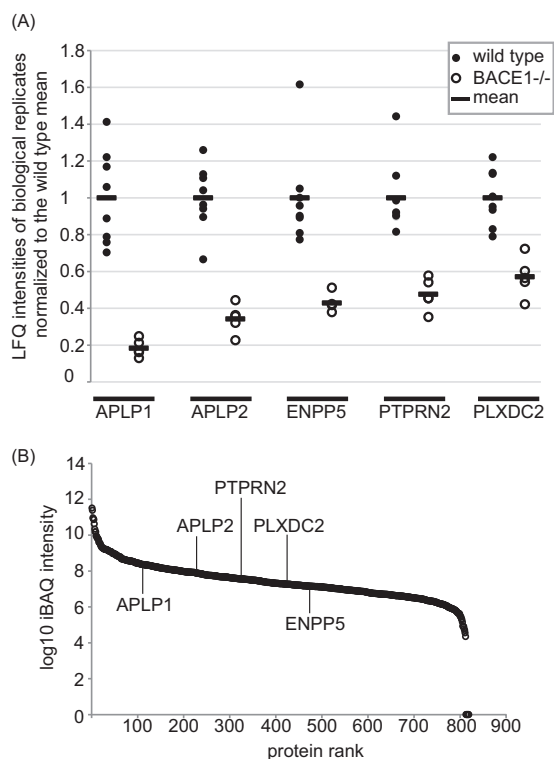 (A)
LFQ intensities of biological replicates
normalized to the wild type mean
1.8
1.6
1.4
1.2
1
0.8
0.6
0.4
0.2
0
wild type
BACE1-/-
mean
APLP1 APLP2 ENPP5 PTPRN2 PLXDC2
(B)
log10 iBAQ intensity
14
12
10
8
6
4
2
0
PTPRN2
APLP2 PLXDC2
APLP1
ENPP5
100 200 300 400 500 600 700 800 900
protein rank